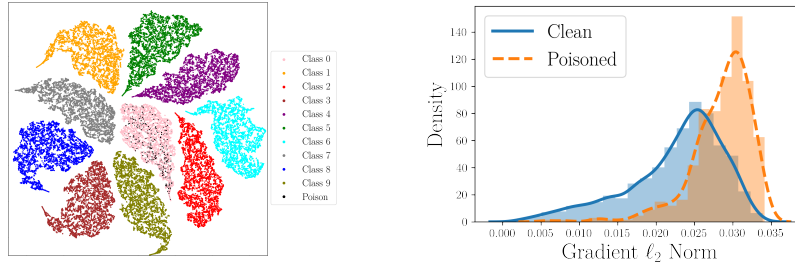 Class 0
Class 1
Class 2
Class 3
Class 4
Class 5
Class 6
Class 7
Class 8
Class 9
Poison
Density
140
120
100
80
60
40
20
0
Clean
Poisoned
0.000 0.005 0.010 0.015 0.020 0.025 0.030 0.035
Gradient ℓ₂ Norm